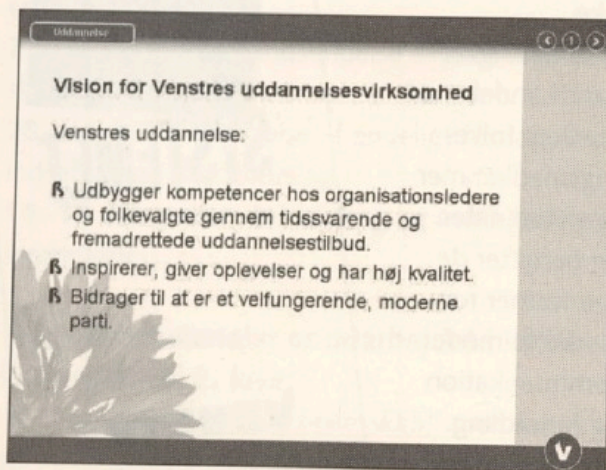 Uddannelse
1
Vision for Venstres uddannelsesvirksomhed
Venstres uddannelse:
ß Udbygger kompetencer hos organisationsledere
og folkevalgte gennem tidssvarende og
fremadrettede uddannelsestilbud.
ß Inspirerer, giver oplevelser og har høj kvalitet.
ß Bidrager til at er et velfungerende, moderne
parti.
V